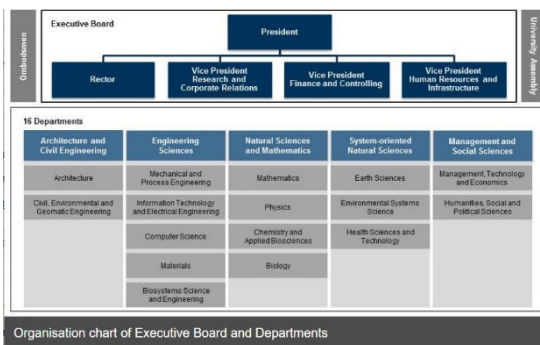 Ombudsmen
Executive Board
President
Rector
Vice President
Research and
Corporate Relations
Vice President
Finance and Controlling
Vice President
Human Resources and
Infrastructure
University Assembly
16 Departments
Architecture and
Civil Engineering
Engineering
Sciences
Natural Sciences
and Mathematics
System-oriented
Natural Sciences
Management and
Social Sciences
Architecture
Civil, Environmental and
Geomatic Engineering
Mechanical and
Process Engineering
Information Technology
and Electrical Engineering
Computer Science
Materials
Biosystems Science
and Engineering
Mathematics
Physics
Chemistry and
Applied Biosciences
Biology
Earth Sciences
Environmental Systems
Science
Health Sciences and
Technology
Management, Technology
and Economics
Humanities, Social and
Political Sciences
Organisation chart of Executive Board and Departments